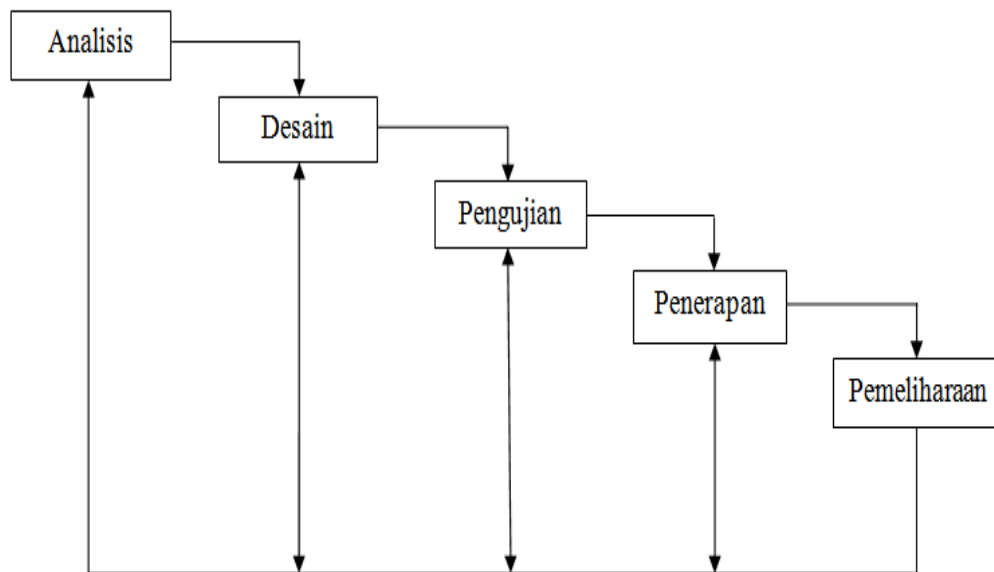 Analisis
Desain
Pengujian
Penerapan
Pemeliharaan